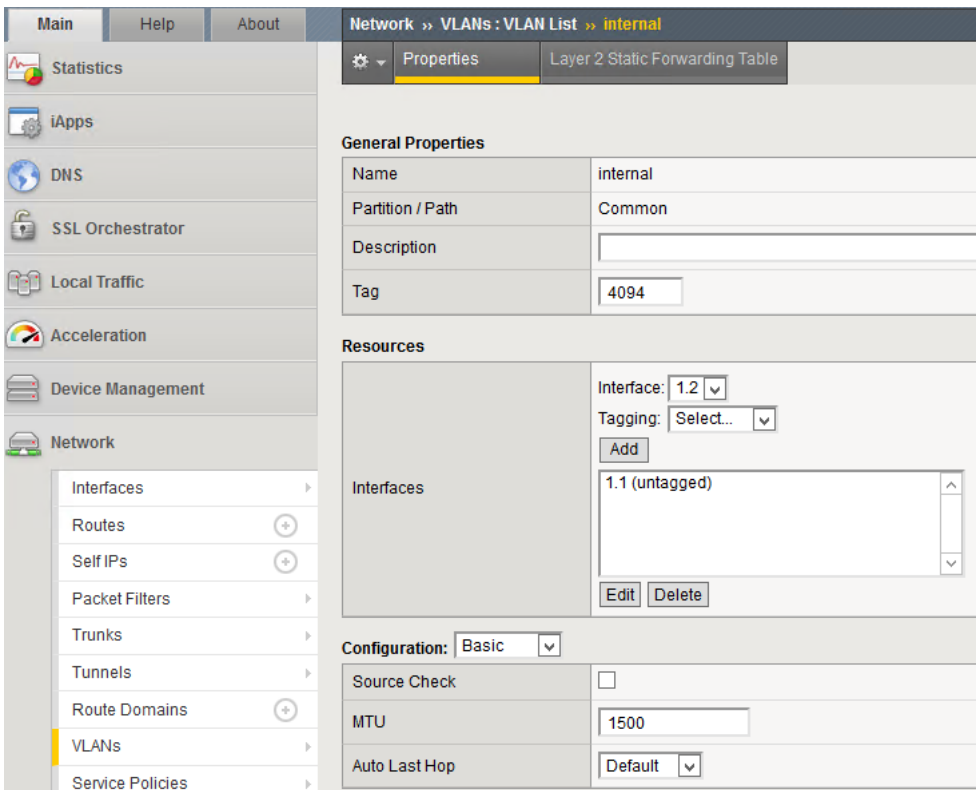 Main Help About
Network » VLANs : VLAN List » internal
Properties Layer 2 Static Forwarding Table
Statistics
iApps
DNS
SSL Orchestrator
Local Traffic
Acceleration
Device Management
Network
Interfaces
Routes
Self IPs
Packet Filters
Trunks
Tunnels
Route Domains
VLANs
Service Policies
General Properties
Name internal
Partition / Path Common
Description
Tag 4094
Resources
Interface: 1.2
Tagging: Select...
Add
Interfaces
1.1 (untagged)
Edit Delete
Configuration: Basic
Source Check
MTU 1500
Auto Last Hop Default